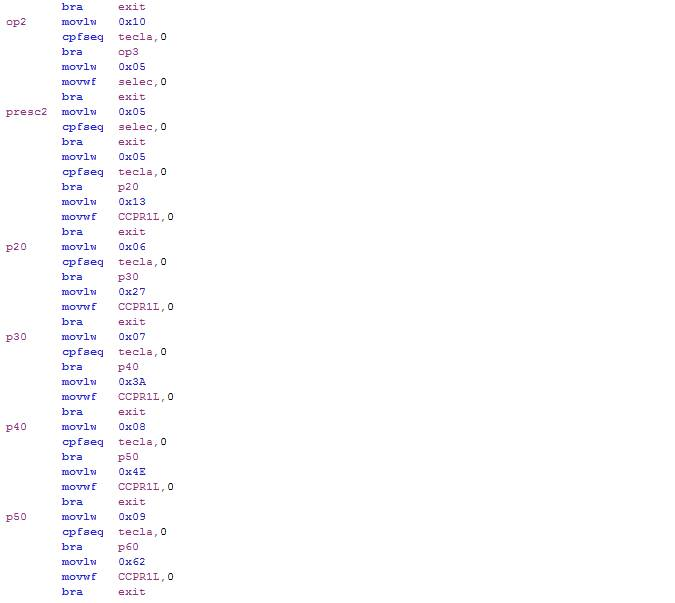 bra exit
op2 movlw 0x10
cpfseq tecla,0
bra op3
movlw 0x05
movwf selec,0
bra exit
presc2 movlw 0x05
cpfseq selec,0
bra exit
movlw 0x05
cpfseq tecla,0
bra p20
movlw 0x13
movwf CCPR1L,0
bra exit
p20 movlw 0x06
cpfseq tecla,0
bra p30
movlw 0x27
movwf CCPR1L,0
bra exit
p30 movlw 0x07
cpfseq tecla,0
bra p40
movlw 0x3A
movwf CCPR1L,0
bra exit
p40 movlw 0x08
cpfseq tecla,0
bra p50
movlw 0x4E
movwf CCPR1L,0
bra exit
p50 movlw 0x09
cpfseq tecla,0
bra p60
movlw 0x62
movwf CCPR1L,0
bra exit